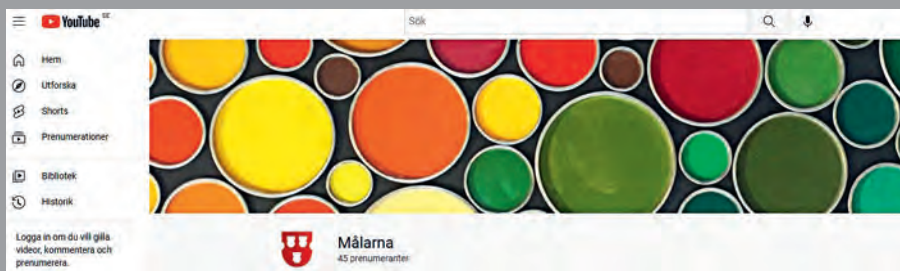 YouTube SE
Sök
Hem
Utforska
Shorts
Prenumerationer
Bibliotek
Historik
Logga in om du vill gilla
videor, kommentera och
prenumerera.
Målarna
45 prenumeranter